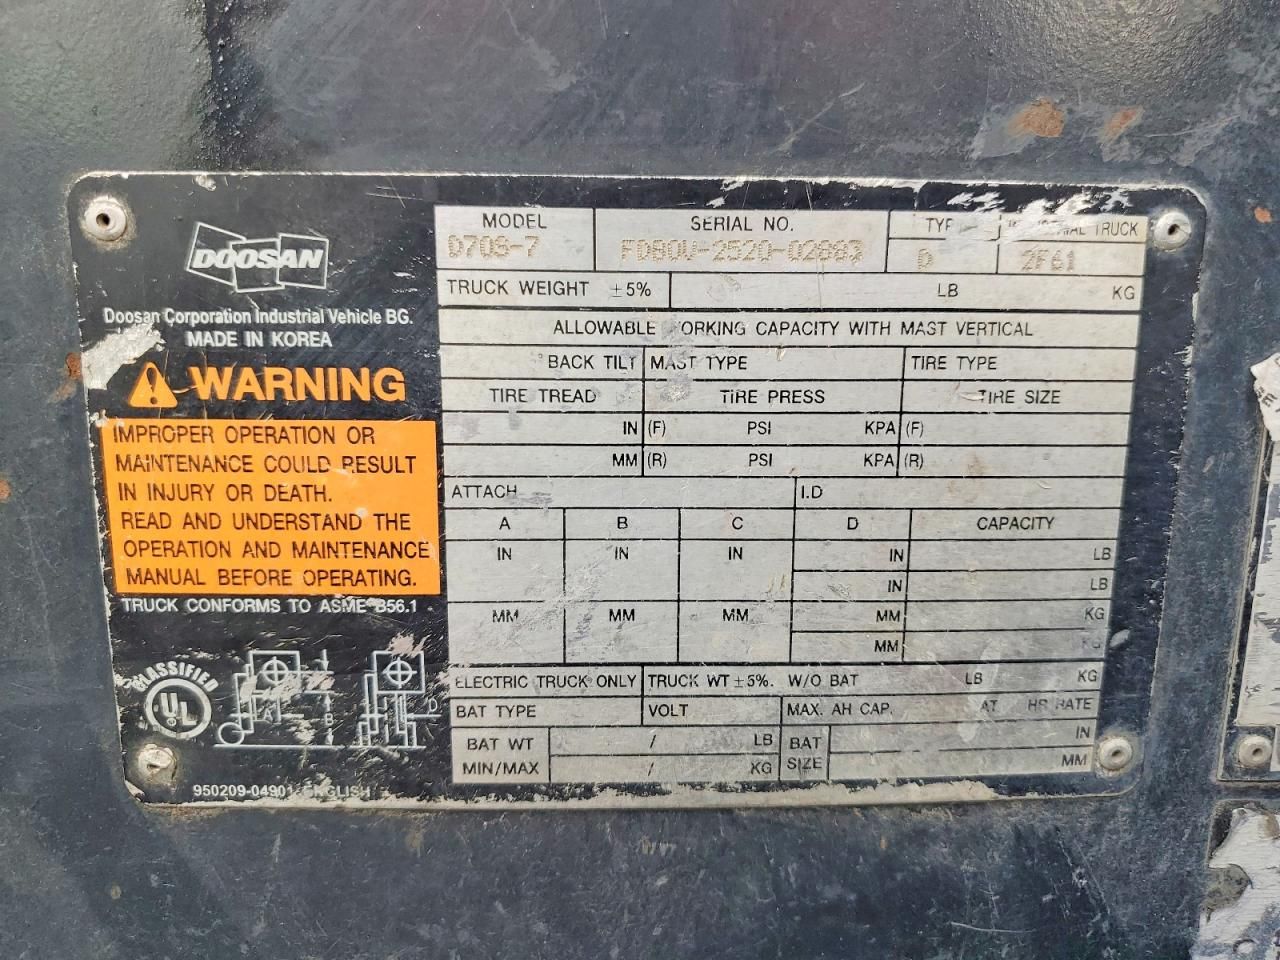 DOOSAN
Doosan Corporation Industrial Vehicle BG.
MADE IN KOREA
WARNING
IMPROPER OPERATION OR
MAINTENANCE COULD RESULT
IN INJURY OR DEATH.
READ AND UNDERSTAND THE
OPERATION AND MAINTENANCE
MANUAL BEFORE OPERATING.
TRUCK CONFORMS TO ASME B56.1
CLASSIFIED
UL
A B D
950209-04901 ENGLISH
MODEL SERIAL NO. TYPE TRUCK
D70S-7 D 2F61
TRUCK WEIGHT ±5% LB KG
ALLOWABLE WORKING CAPACITY WITH MAST VERTICAL
° BACK TILT MAST TYPE TIRE TYPE
TIRE TREAD TIRE PRESS TIRE SIZE
IN (F) PSI KPA (F)
MM (R) PSI KPA (R)
ATTACH I.D
A B C D CAPACITY
IN IN IN IN LB
IN LB
MM MM MM MM KG
MM KG
ELECTRIC TRUCK ONLY TRUCK WT ±5%. W/O BAT LB KG
BAT TYPE VOLT MAX. AH CAP. AT HR RATE
BAT WT / LB BAT IN
MIN/MAX / KG SIZE MM